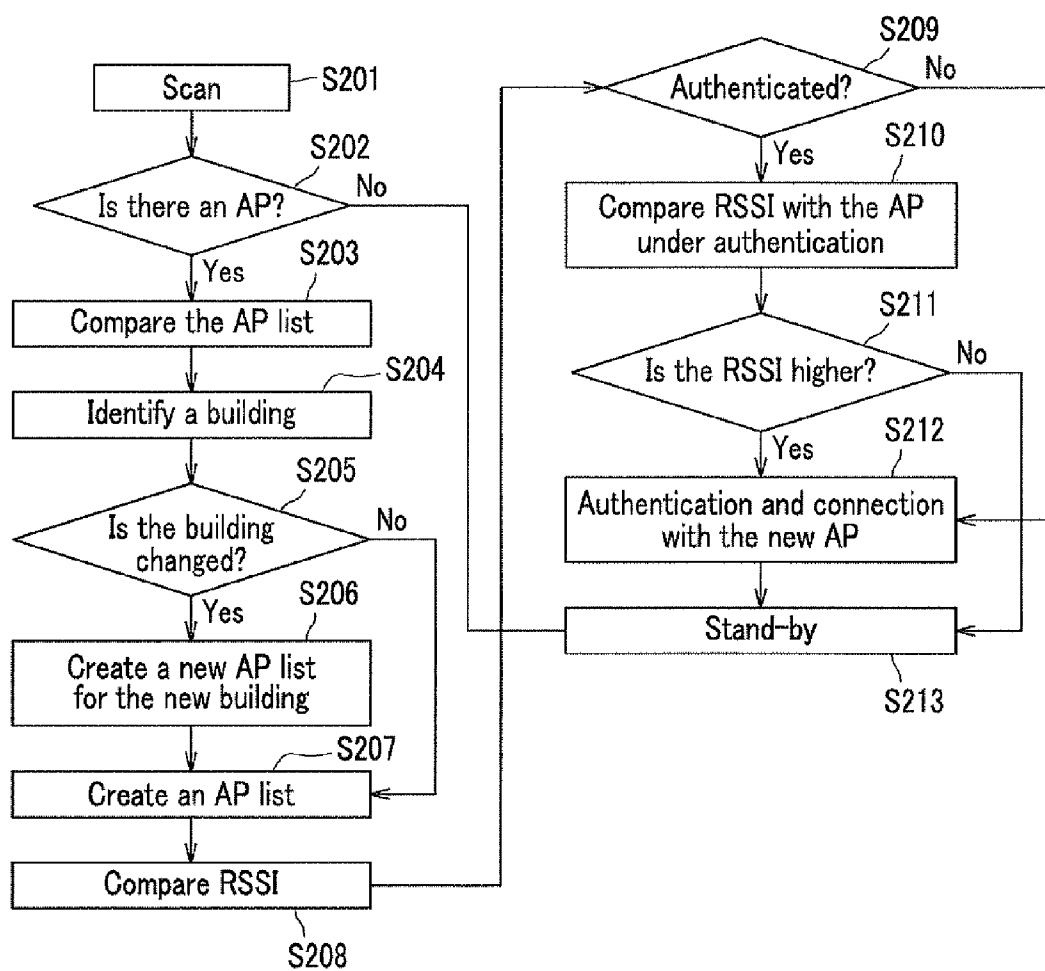 Scan
S201
S202
Is there an AP?
No
Yes
S203
Compare the AP list
S204
Identify a building
S205
Is the building
changed?
No
Yes
S206
Create a new AP list
for the new building
S207
Create an AP list
Compare RSSI
S208
S209
Authenticated?
No
Yes
S210
Compare RSSI with the AP
under authentication
S211
Is the RSSI higher?
No
Yes
S212
Authentication and connection
with the new AP
Stand-by
S213